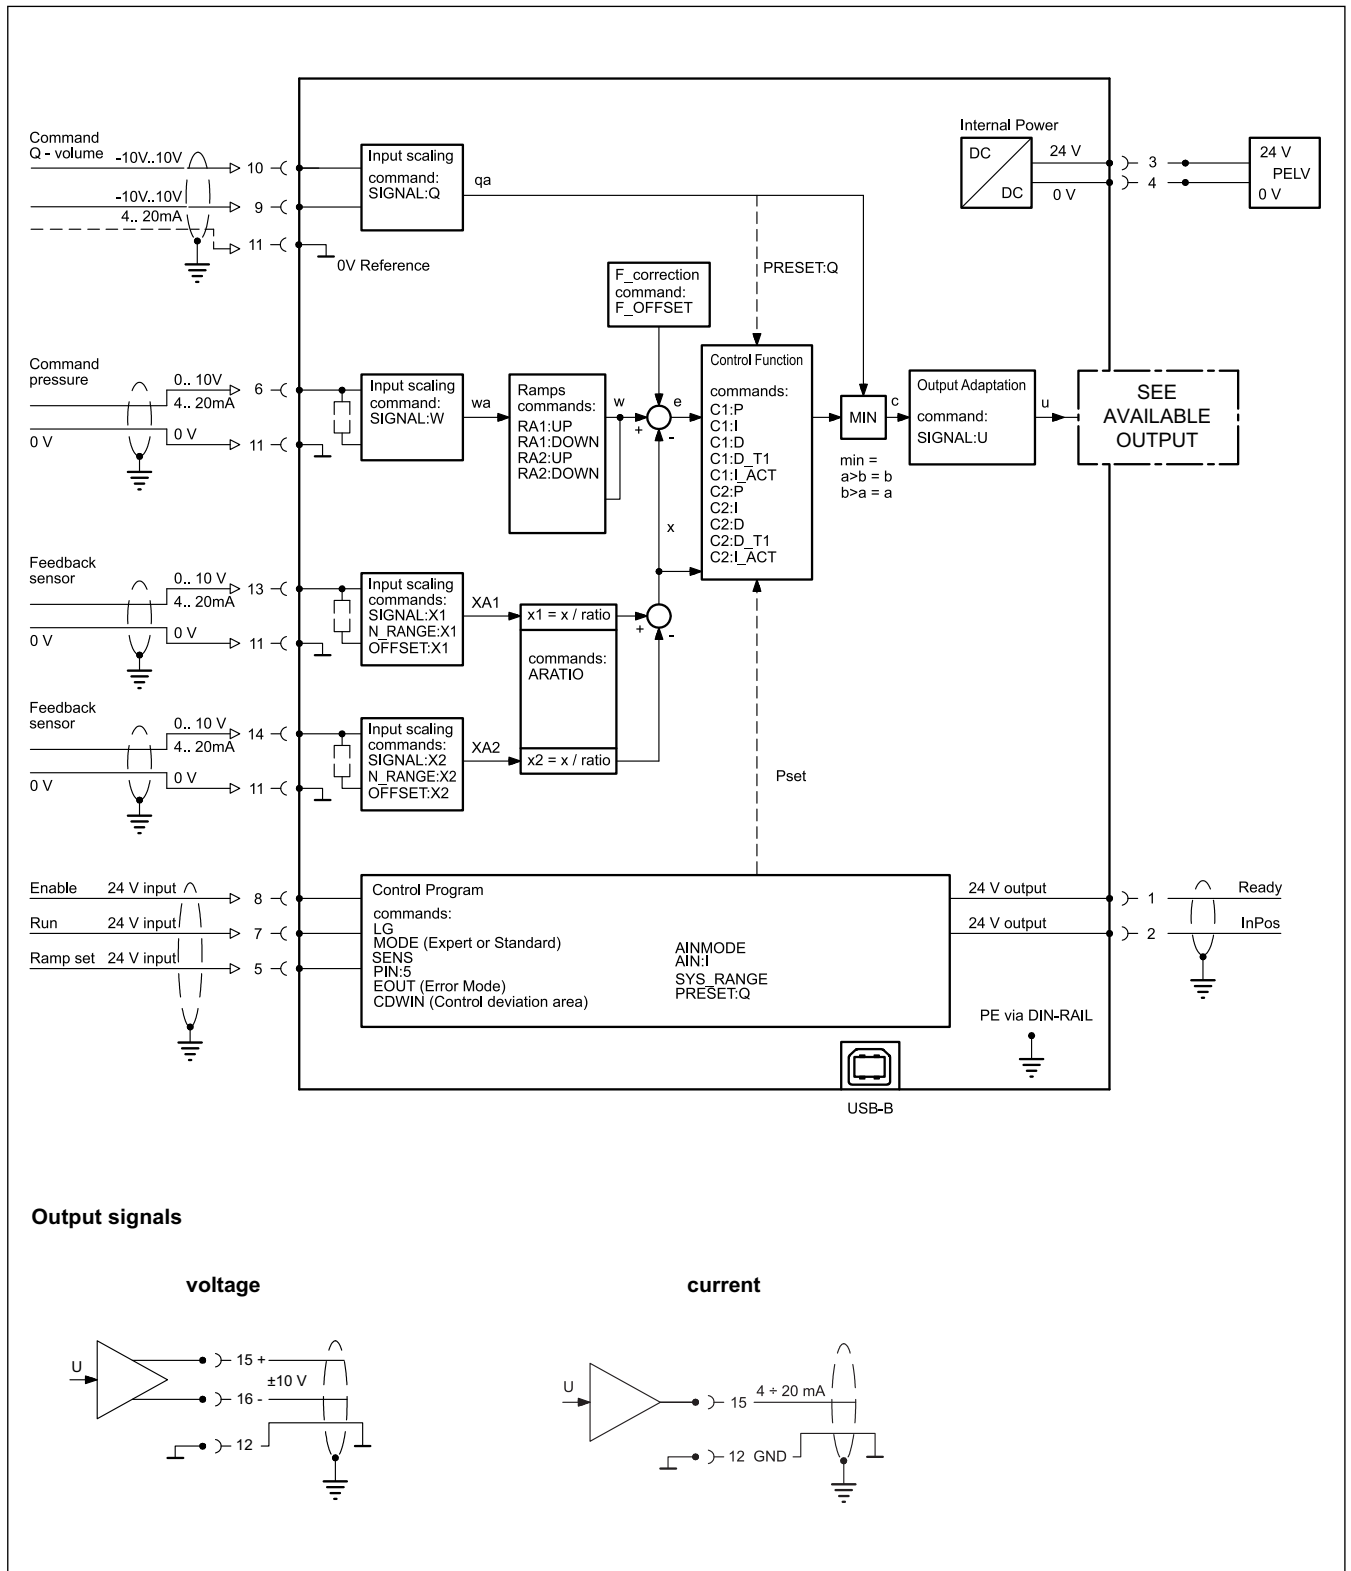 Command
Q - volume
-10V..10V
10
-10V..10V
9
4.. 20mA
11
0V Reference
Input scaling
command:
SIGNAL:Q
qa
Internal Power
DC
DC
24 V
0 V
3
4
24 V
PELV
0 V
PRESET:Q
F_correction
command:
F_OFFSET
Command
pressure
0.. 10V
6
4.. 20mA
0 V
0 V
11
Input scaling
command:
SIGNAL:W
wa
Ramps
commands:
RA1:UP
RA1:DOWN
RA2:UP
RA2:DOWN
w
+
-
e
x
Control Function
commands:
C1:P
C1:I
C1:D
C1:D_T1
C1:I_ACT
C2:P
C2:I
C2:D
C2:D_T1
C2:I_ACT
MIN
min =
a>b = b
b>a = a
c
Output Adaptation
command:
SIGNAL:U
u
SEE
AVAILABLE
OUTPUT
Feedback
sensor
0.. 10 V
13
4.. 20mA
0 V
0 V
11
Input scaling
commands:
SIGNAL:X1
N_RANGE:X1
OFFSET:X1
XA1
x1 = x / ratio
commands:
ARATIO
x2 = x / ratio
+
-
Feedback
sensor
0.. 10 V
14
4.. 20mA
0 V
0 V
11
Input scaling
commands:
SIGNAL:X2
N_RANGE:X2
OFFSET:X2
XA2
Pset
Enable
24 V input
8
Run
24 V input
7
Ramp set
24 V input
5
Control Program
commands:
LG
MODE (Expert or Standard)
SENS
PIN:5
EOUT (Error Mode)
CDWIN (Control deviation area)
AINMODE
AIN:I
SYS_RANGE
PRESET:Q
24 V output
1
Ready
24 V output
2
InPos
PE via DIN-RAIL
USB-B
Output signals
voltage
U
15 +
±10 V
16 -
12
current
U
15
4 ÷ 20 mA
12 GND